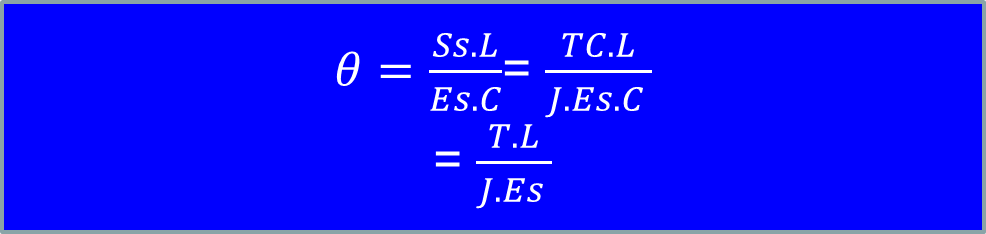 θ = Ss.L/Es.C = TC.L/J.Es.C
= T.L/J.Es